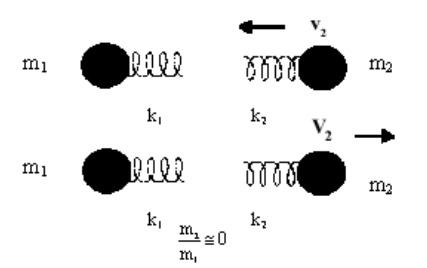 v₂
m₁ m₂
k₁ k₂
V₂
m₁ m₂
k₁ k₂
m₂/m₁ ≅ 0